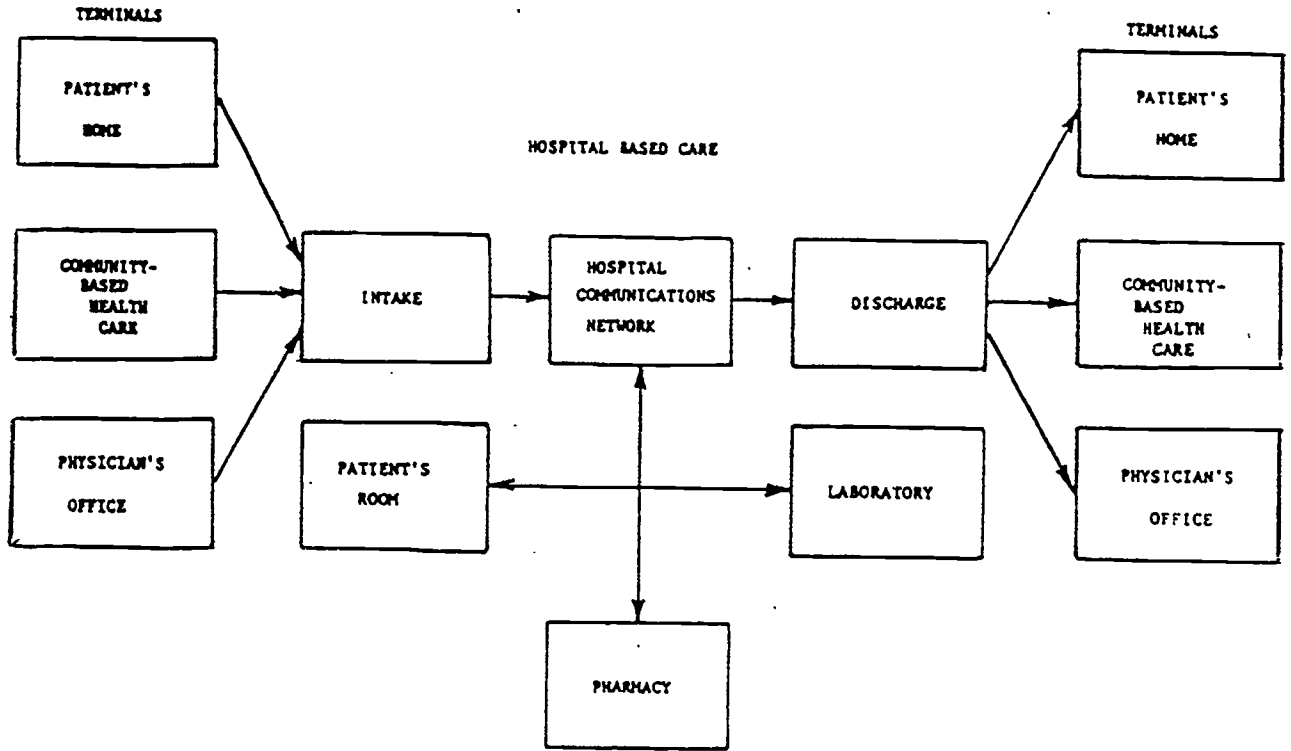 TERMINALS
TERMINALS
PATIENT'S
HOME
PATIENT'S
HOME
HOSPITAL BASED CARE
COMMUNITY-
BASED
HEALTH
CARE
INTAKE
HOSPITAL
COMMUNICATIONS
NETWORK
DISCHARGE
COMMUNITY-
BASED
HEALTH
CARE
PHYSICIAN'S
OFFICE
PATIENT'S
ROOM
LABORATORY
PHYSICIAN'S
OFFICE
PHARMACY